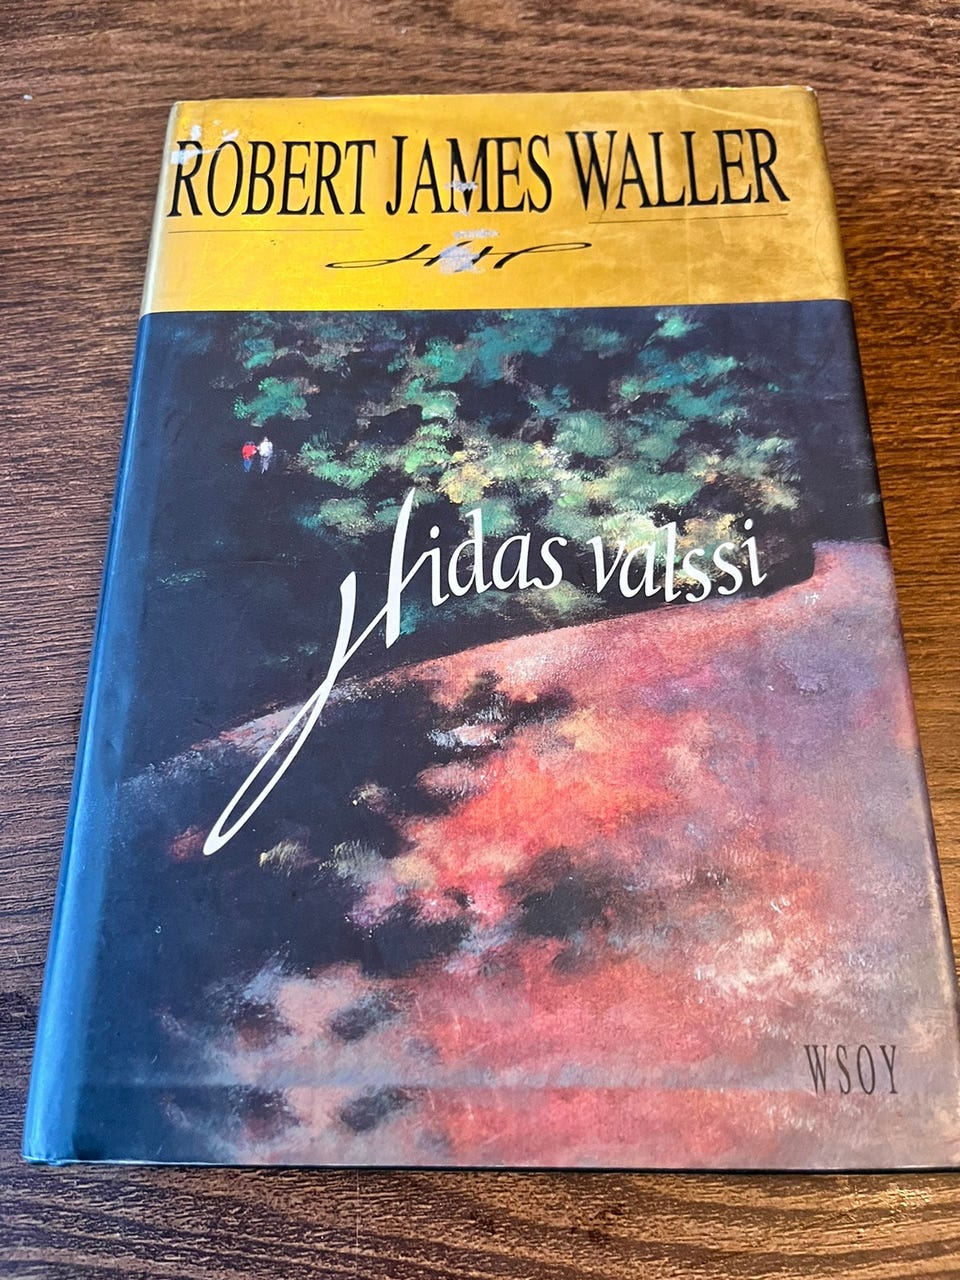 ROBERT JAMES WALLER
Hidas valssi
WSOY